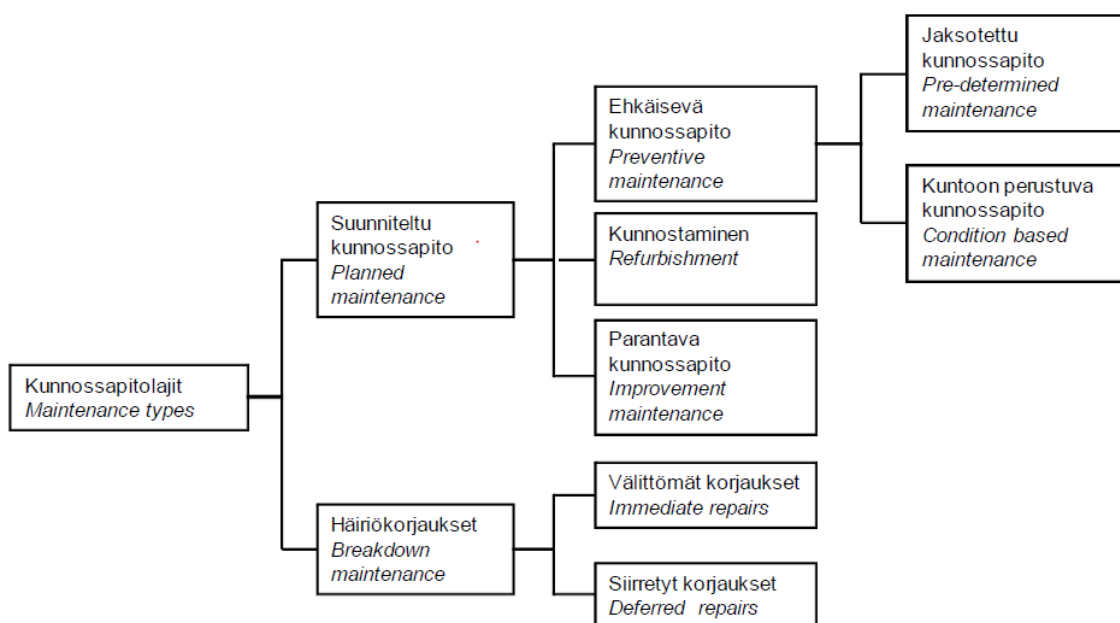 Kunnossapitolajit
Maintenance types
Suunniteltu
kunnossapito
Planned
maintenance
Häiriökorjaukset
Breakdown
maintenance
Ehkäisevä
kunnossapito
Preventive
maintenance
Kunnostaminen
Refurbishment
Parantava
kunnossapito
Improvement
maintenance
Välittömät korjaukset
Immediate repairs
Siirretyt korjaukset
Deferred repairs
Jaksotettu
kunnossapito
Pre-determined
maintenance
Kuntoon perustuva
kunnossapito
Condition based
maintenance